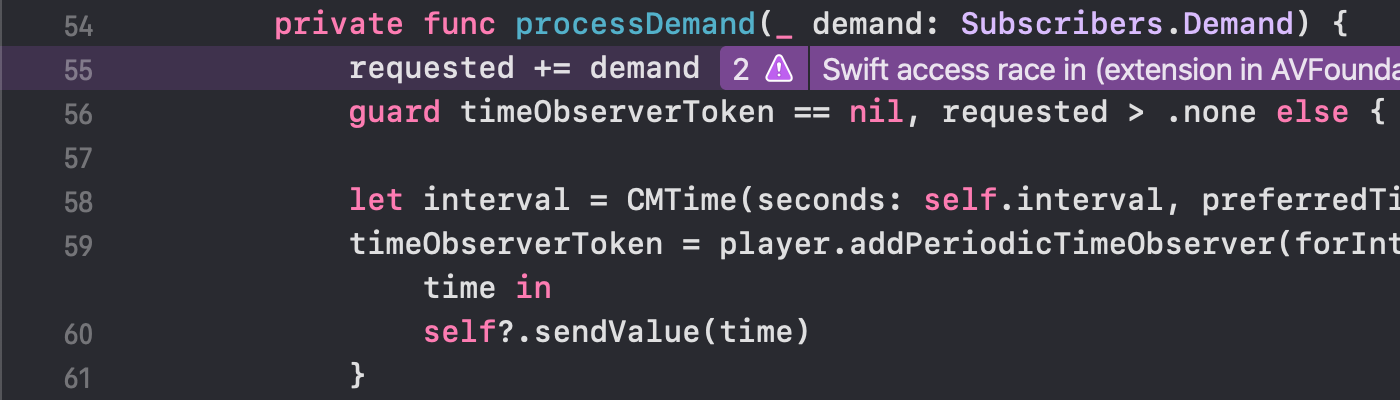 54 private func processDemand(_ demand: Subscribers.Demand) {
55 requested += demand 2 Swift access race in (extension in AVFounda
56 guard timeObserverToken == nil, requested > .none else {
57
58 let interval = CMTime(seconds: self.interval, preferredTi
59 timeObserverToken = player.addPeriodicTimeObserver(forInt
time in
60 self?.sendValue(time)
61 }